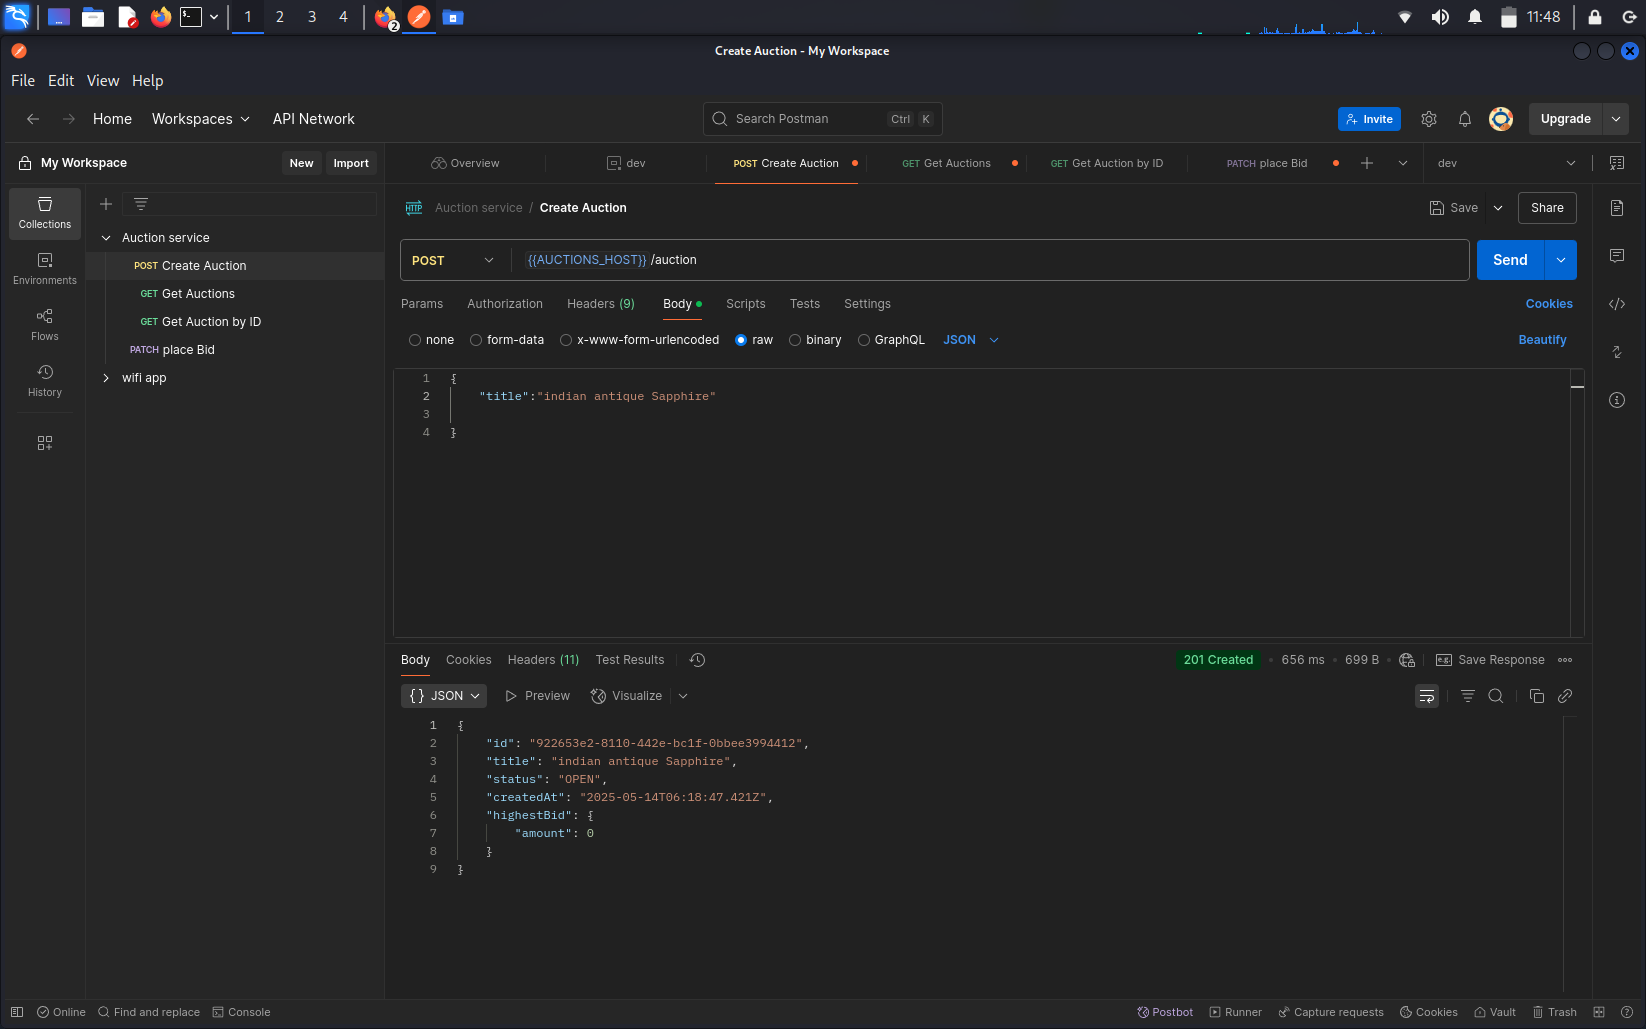 1 2 3 4 2 11:48
Create Auction - My Workspace
File Edit View Help
Home Workspaces API Network Search Postman Ctrl K Invite Upgrade
My Workspace New Import Overview dev POST Create Auction GET Get Auctions GET Get Auction by ID PATCH place Bid dev
Collections
Environments
Flows
History
Auction service
POST Create Auction
GET Get Auctions
GET Get Auction by ID
PATCH place Bid
wifi app
HTTP Auction service / Create Auction Save Share
POST {{AUCTIONS_HOST}} /auction Send
Params Authorization Headers (9) Body Scripts Tests Settings Cookies
none form-data x-www-form-urlencoded raw binary GraphQL JSON Beautify
1 {
2 "title":"indian antique Sapphire"
3
4 }
Body Cookies Headers (11) Test Results 201 Created 656 ms 699 B e.g. Save Response
{} JSON Preview Visualize
1 {
2 "id": "922653e2-8110-442e-bc1f-0bbee3994412",
3 "title": "indian antique Sapphire",
4 "status": "OPEN",
5 "createdAt": "2025-05-14T06:18:47.421Z",
6 "highestBid": {
7 "amount": 0
8 }
9 }
Online Find and replace Console Postbot Runner Capture requests Cookies Vault Trash